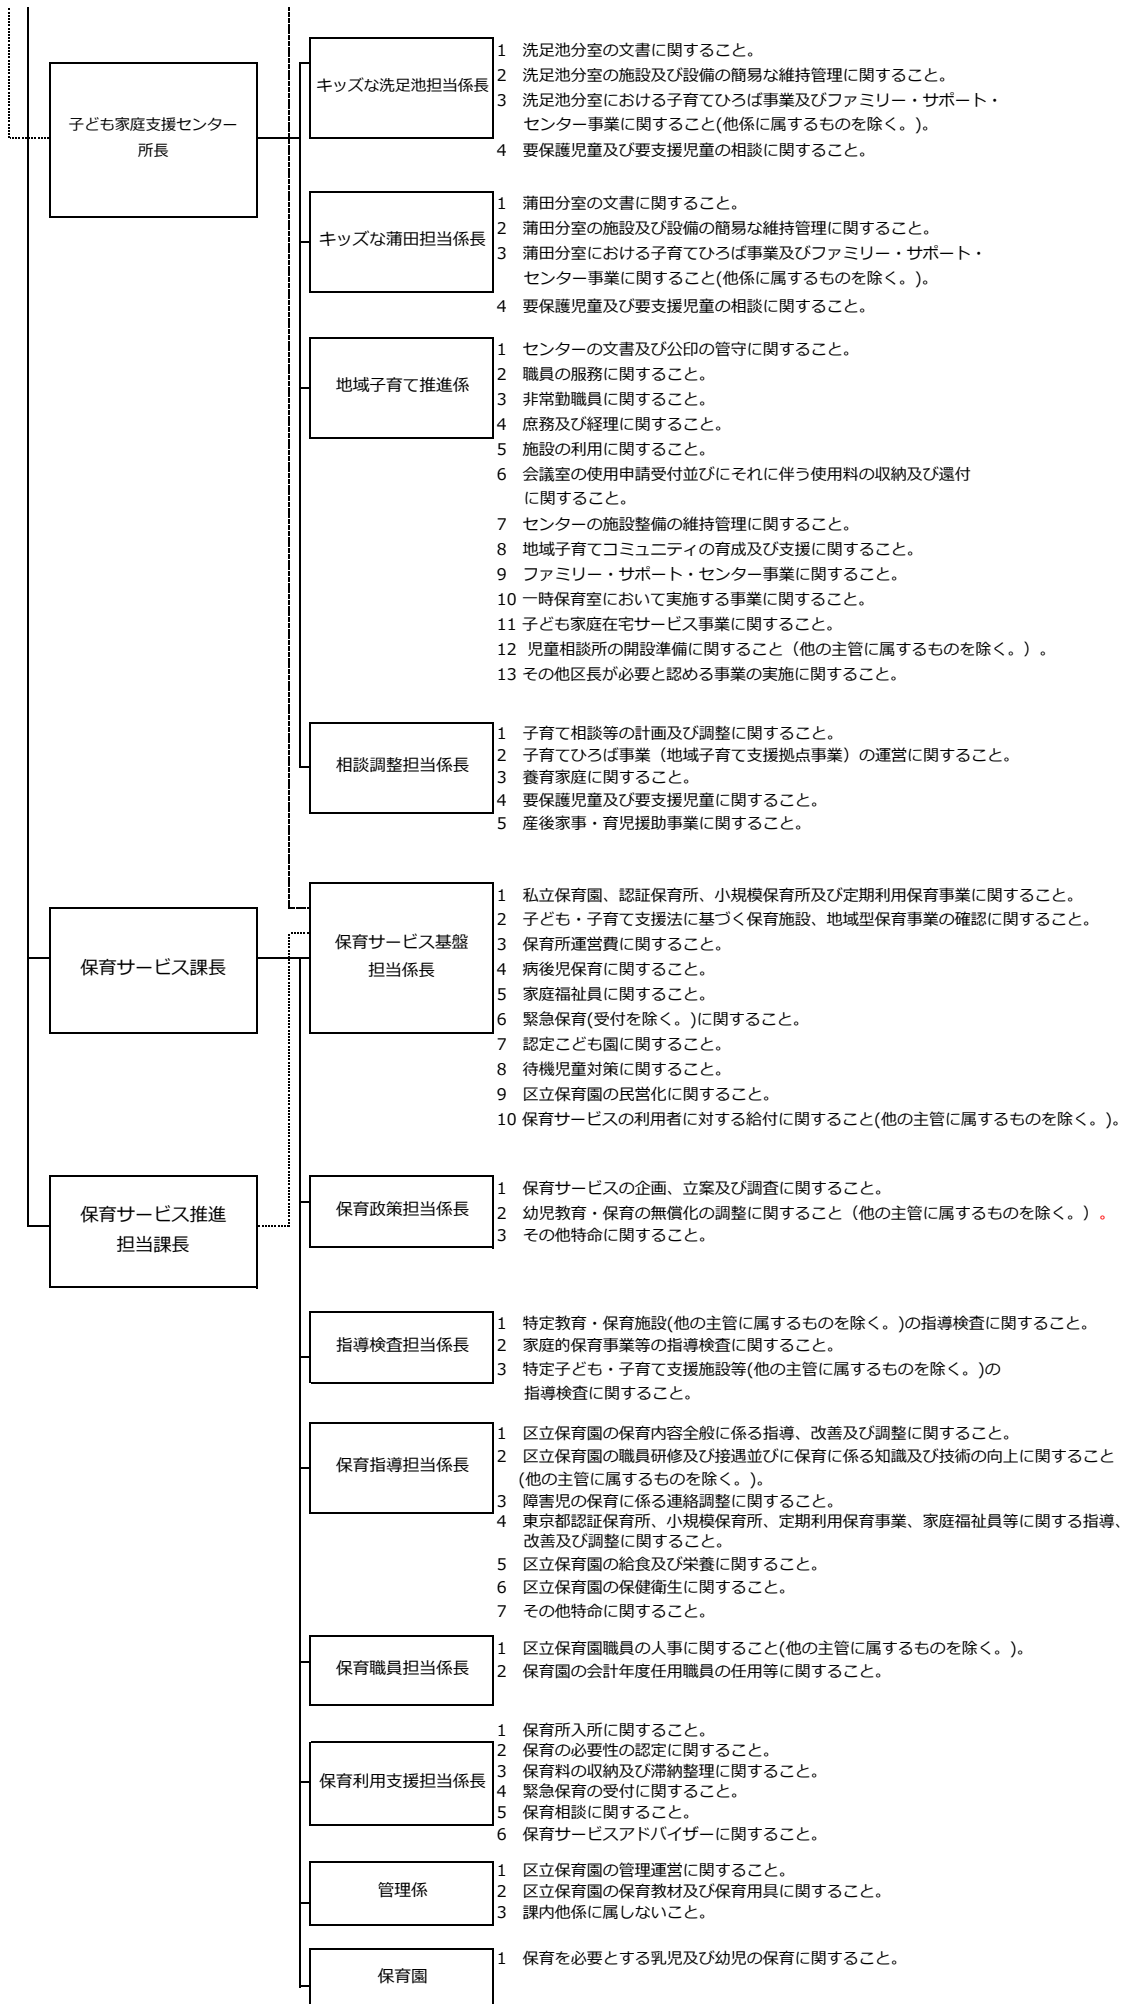 子ども家庭支援センター
所長
キッズな洗足池担当係長
1 洗足池分室の文書に関すること。
2 洗足池分室の施設及び設備の簡易な維持管理に関すること。
3 洗足池分室における子育てひろば事業及びファミリー・サポート・
センター事業に関すること(他係に属するものを除く。)。
4 要保護児童及び要支援児童の相談に関すること。
キッズな蒲田担当係長
1 蒲田分室の文書に関すること。
2 蒲田分室の施設及び設備の簡易な維持管理に関すること。
3 蒲田分室における子育てひろば事業及びファミリー・サポート・
センター事業に関すること(他係に属するものを除く。)。
4 要保護児童及び要支援児童の相談に関すること。
地域子育て推進係
1 センターの文書及び公印の管守に関すること。
2 職員の服務に関すること。
3 非常勤職員に関すること。
4 庶務及び経理に関すること。
5 施設の利用に関すること。
6 会議室の使用申請受付並びにそれに伴う使用料の収納及び還付
に関すること。
7 センターの施設整備の維持管理に関すること。
8 地域子育てコミュニティの育成及び支援に関すること。
9 ファミリー・サポート・センター事業に関すること。
10 一時保育室において実施する事業に関すること。
11 子ども家庭在宅サービス事業に関すること。
12 児童相談所の開設準備に関すること（他の主管に属するものを除く。）。
13 その他区長が必要と認める事業の実施に関すること。
相談調整担当係長
1 子育て相談等の計画及び調整に関すること。
2 子育てひろば事業（地域子育て支援拠点事業）の運営に関すること。
3 養育家庭に関すること。
4 要保護児童及び要支援児童に関すること。
5 産後家事・育児援助事業に関すること。
保育サービス課長
保育サービス基盤
担当係長
1 私立保育園、認証保育所、小規模保育所及び定期利用保育事業に関すること。
2 子ども・子育て支援法に基づく保育施設、地域型保育事業の確認に関すること。
3 保育所運営費に関すること。
4 病後児保育に関すること。
5 家庭福祉員に関すること。
6 緊急保育(受付を除く。)に関すること。
7 認定こども園に関すること。
8 待機児童対策に関すること。
9 区立保育園の民営化に関すること。
10 保育サービスの利用者に対する給付に関すること(他の主管に属するものを除く。)。
保育サービス推進
担当課長
保育政策担当係長
1 保育サービスの企画、立案及び調査に関すること。
2 幼児教育・保育の無償化の調整に関すること（他の主管に属するものを除く。）。
3 その他特命に関すること。
指導検査担当係長
1 特定教育・保育施設(他の主管に属するものを除く。)の指導検査に関すること。
2 家庭的保育事業等の指導検査に関すること。
3 特定子ども・子育て支援施設等(他の主管に属するものを除く。)の
指導検査に関すること。
保育指導担当係長
1 区立保育園の保育内容全般に係る指導、改善及び調整に関すること。
2 区立保育園の職員研修及び接遇並びに保育に係る知識及び技術の向上に関すること
(他の主管に属するものを除く。)。
3 障害児の保育に係る連絡調整に関すること。
4 東京都認証保育所、小規模保育所、定期利用保育事業、家庭福祉員等に関する指導、
改善及び調整に関すること。
5 区立保育園の給食及び栄養に関すること。
6 区立保育園の保健衛生に関すること。
7 その他特命に関すること。
保育職員担当係長
1 区立保育園職員の人事に関すること(他の主管に属するものを除く。)。
2 保育園の会計年度任用職員の任用等に関すること。
保育利用支援担当係長
1 保育所入所に関すること。
2 保育の必要性の認定に関すること。
3 保育料の収納及び滞納整理に関すること。
4 緊急保育の受付に関すること。
5 保育相談に関すること。
6 保育サービスアドバイザーに関すること。
管理係
1 区立保育園の管理運営に関すること。
2 区立保育園の保育教材及び保育用具に関すること。
3 課内他係に属しないこと。
保育園
1 保育を必要とする乳児及び幼児の保育に関すること。